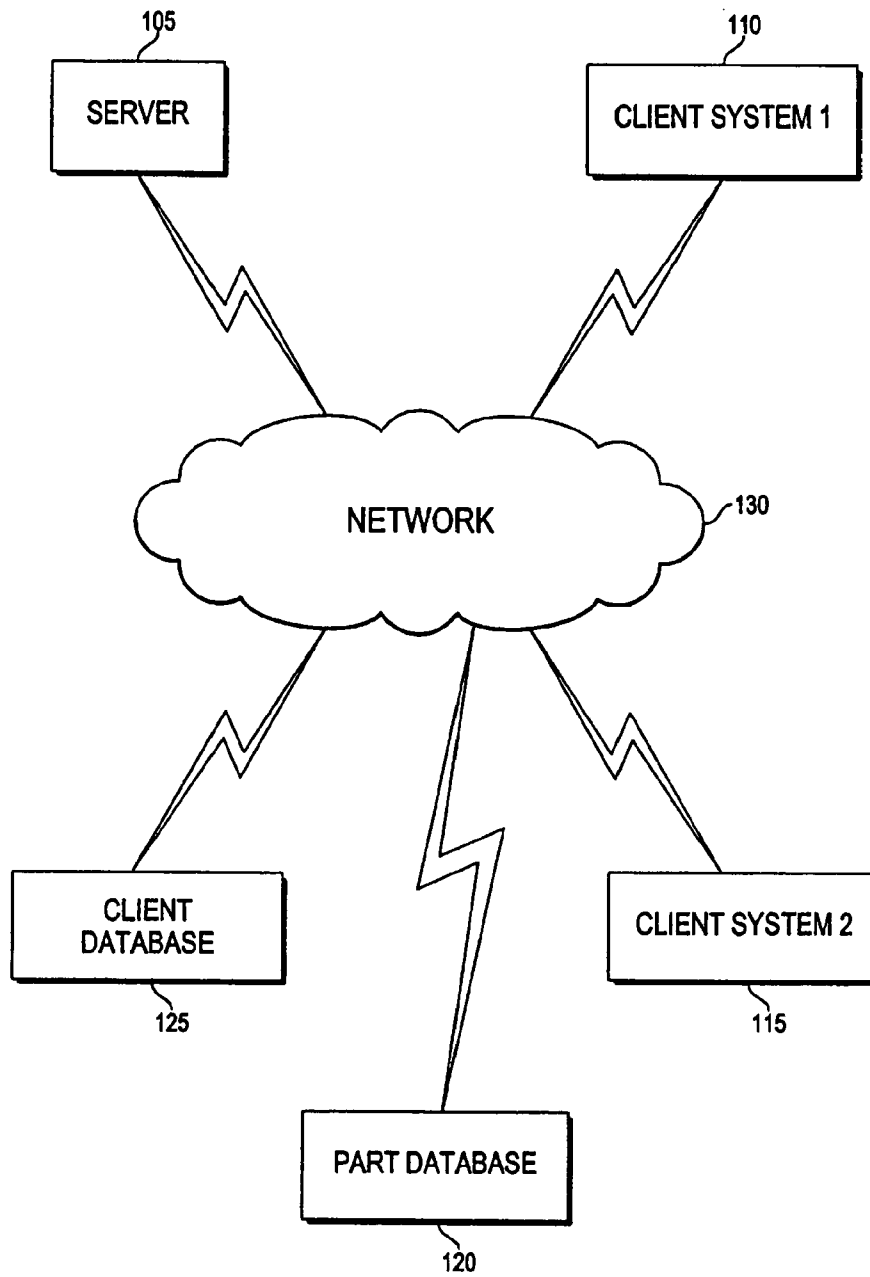 105
SERVER
110
CLIENT SYSTEM 1
NETWORK
130
CLIENT
DATABASE
125
CLIENT SYSTEM 2
115
PART DATABASE
120